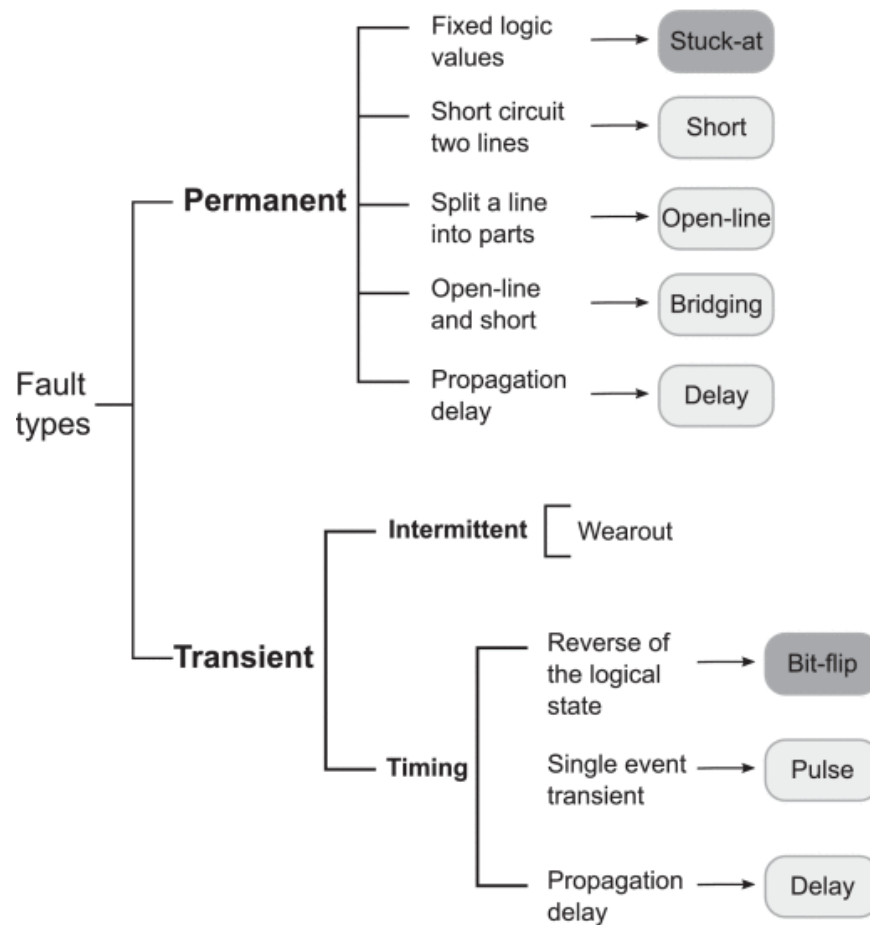 Fixed logic
values
Stuck-at
Short circuit
two lines
Short
Permanent
Split a line
into parts
Open-line
Open-line
and short
Bridging
Fault
types
Propagation
delay
Delay
Intermittent
Wearout
Transient
Reverse of
the logical
state
Bit-flip
Timing
Single event
transient
Pulse
Propagation
delay
Delay